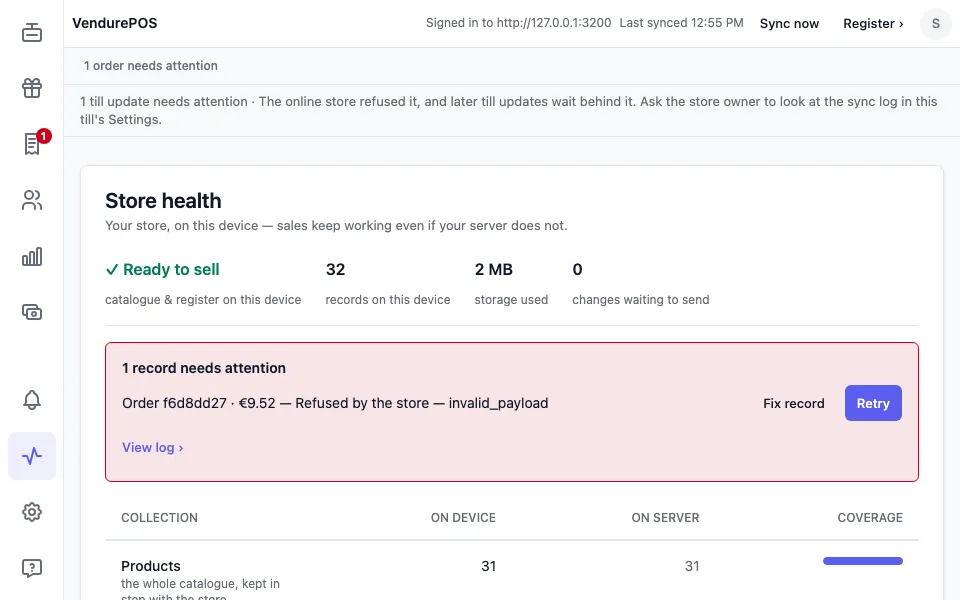 VendurePOS
Signed in to http://127.0.0.1:3200 Last synced 12:55 PM Sync now Register › S
1 order needs attention
1 till update needs attention · The online store refused it, and later till updates wait behind it. Ask the store owner to look at the sync log in this
till's Settings.
1
Store health
Your store, on this device — sales keep working even if your server does not.
✓ Ready to sell 32 2 MB 0
catalogue & register on this device records on this device storage used changes waiting to send
1 record needs attention
Order f6d8dd27 · €9.52 — Refused by the store — invalid_payload Fix record Retry
View log ›
COLLECTION ON DEVICE ON SERVER COVERAGE
Products 31 31
the whole catalogue, kept in
step with the store